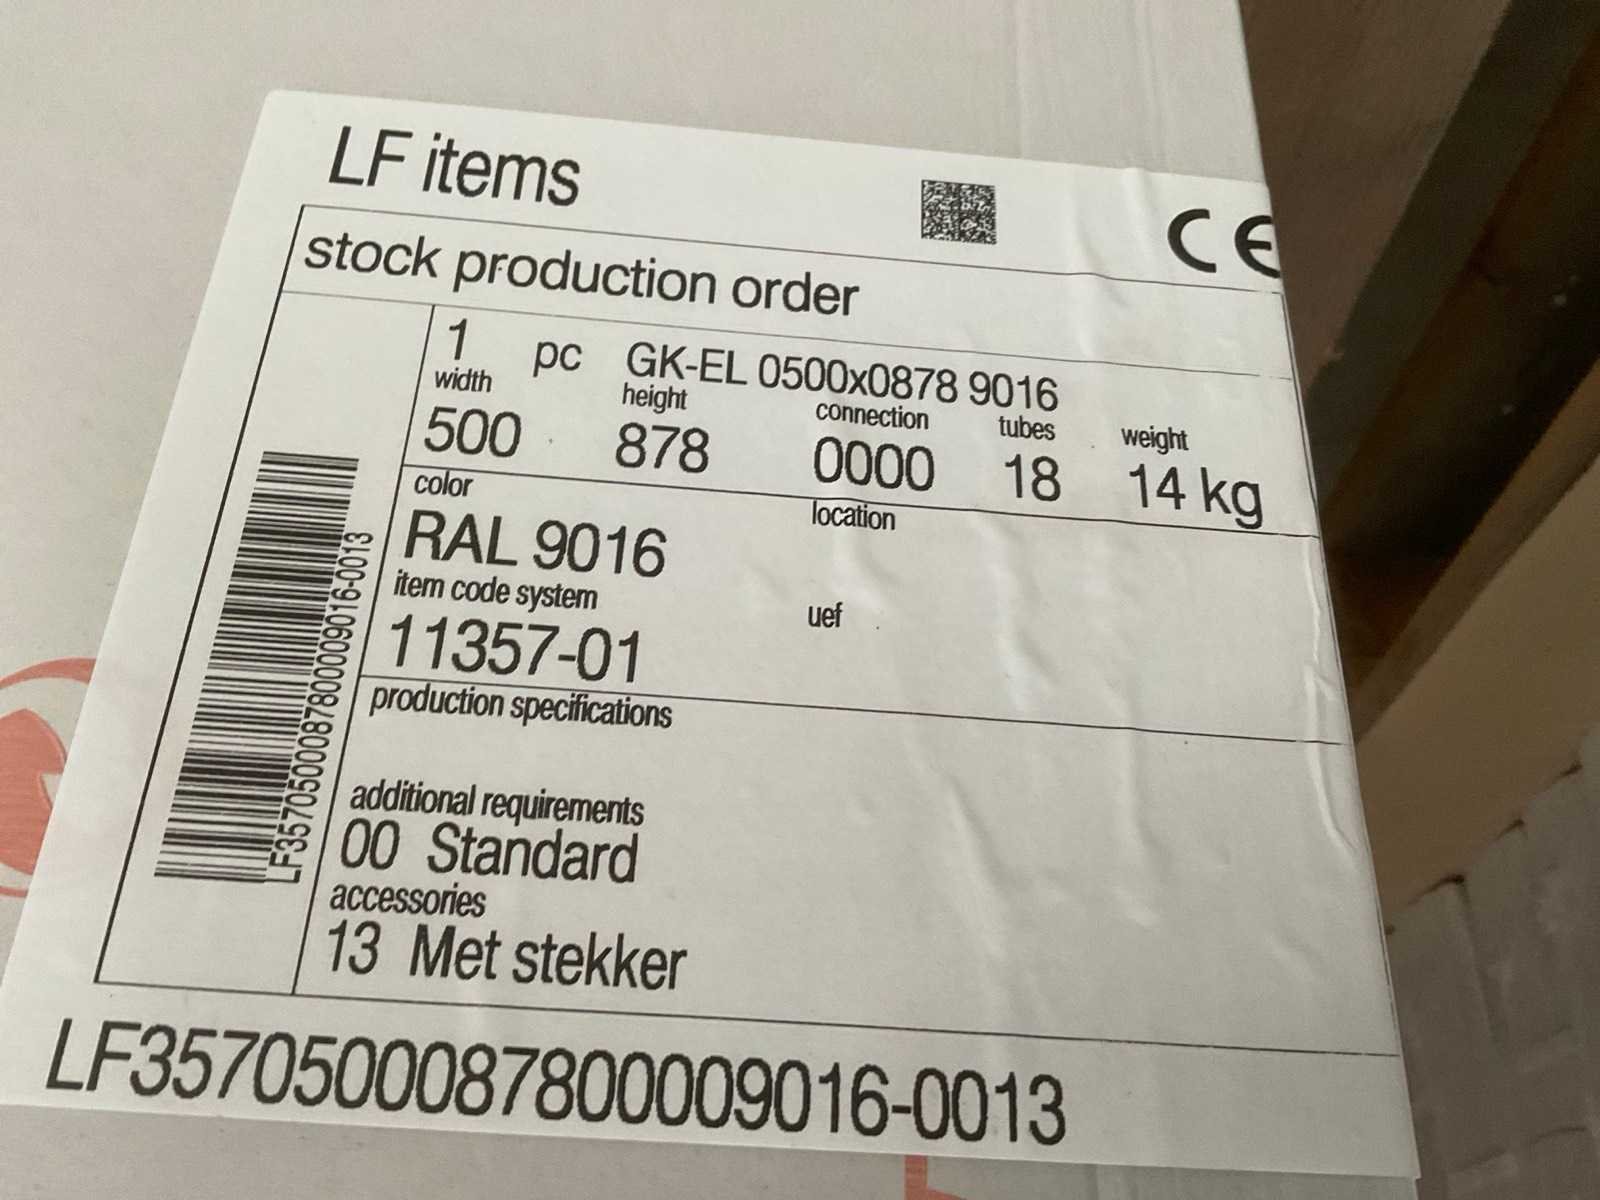 LF items
CE
stock production order
1 pc GK-EL 0500x0878 9016
width height connection tubes weight
500 878 0000 18 14 kg
color location
RAL 9016
item code system uef
11357-01
production specifications
additional requirements
00 Standard
accessories
13 Met stekker
LF3570500087800009016-0013
LF3570500087800009016-0013